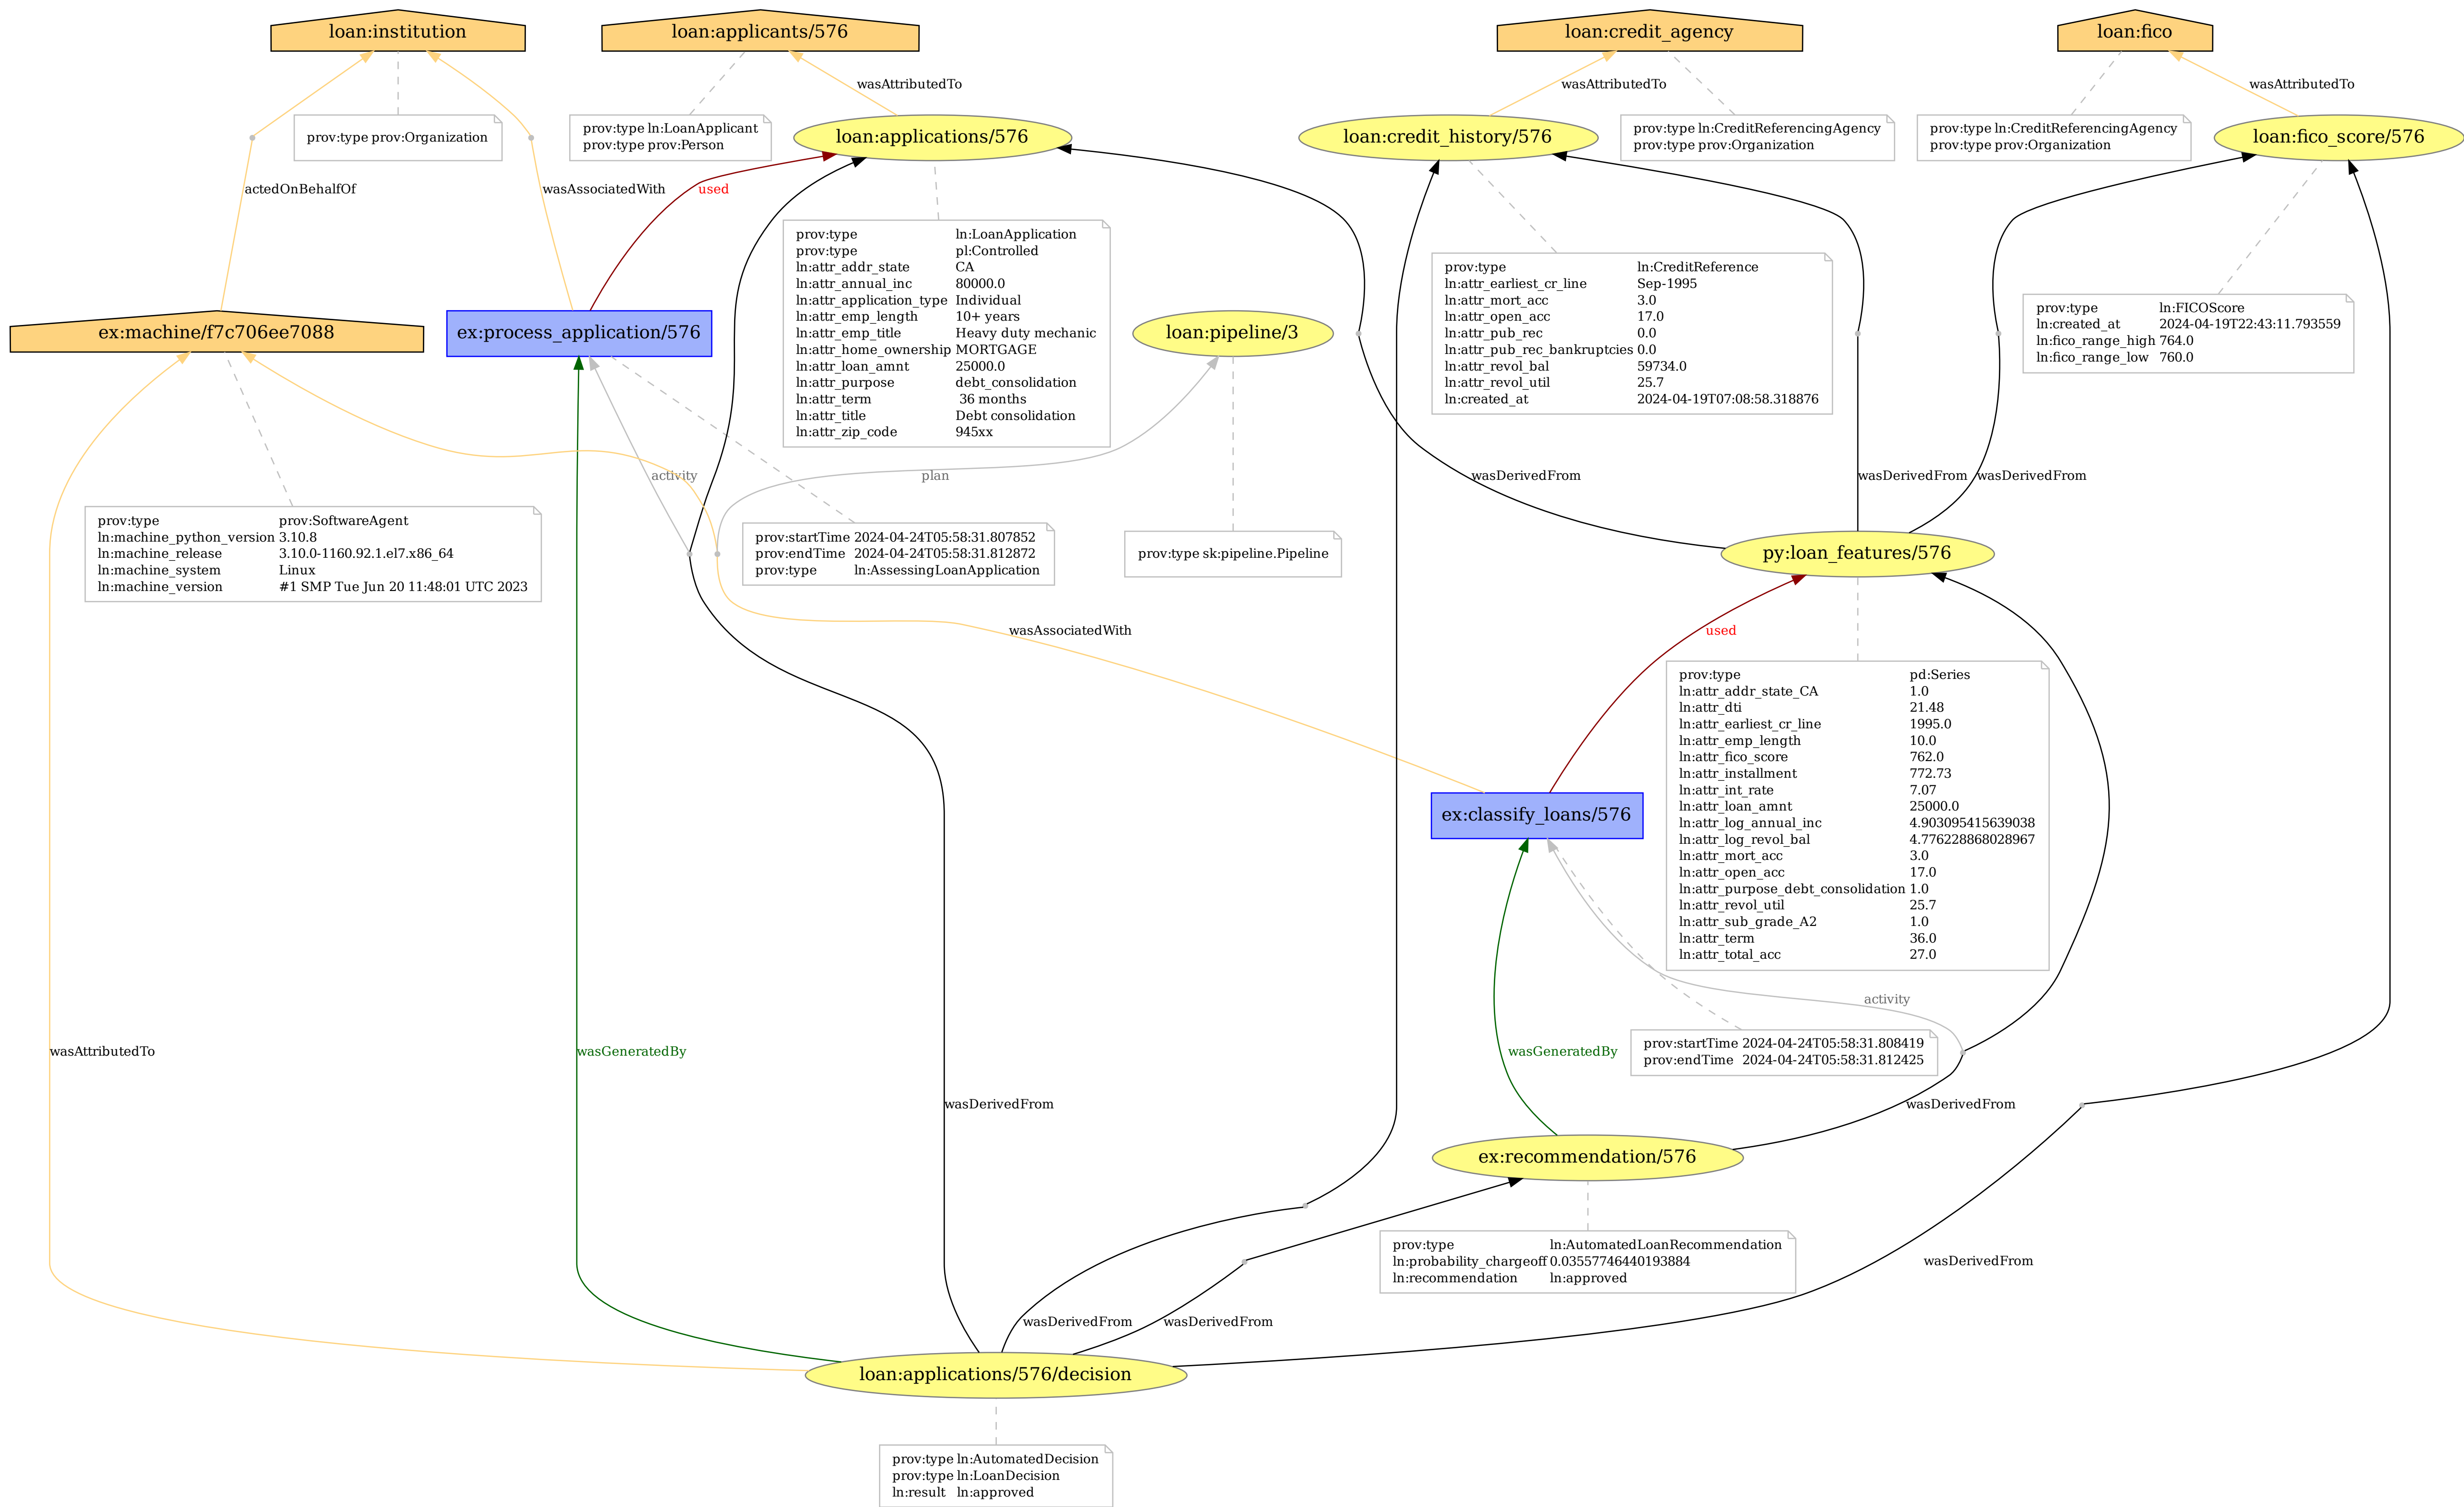 loan:institution
loan:applicants/576
loan:credit_agency
loan:fico
wasAttributedTo
wasAttributedTo
wasAttributedTo
prov:type prov:Organization
prov:type ln:LoanApplicant
prov:type prov:Person
loan:applications/576
loan:credit_history/576
prov:type ln:CreditReferencingAgency
prov:type prov:Organization
prov:type ln:CreditReferencingAgency
prov:type prov:Organization
loan:fico_score/576
actedOnBehalfOf
wasAssociatedWith
used
prov:type ln:LoanApplication
prov:type pl:Controlled
ln:attr_addr_state CA
ln:attr_annual_inc 80000.0
ln:attr_application_type Individual
ln:attr_emp_length 10+ years
ln:attr_emp_title Heavy duty mechanic
ln:attr_home_ownership MORTGAGE
ln:attr_loan_amnt 25000.0
ln:attr_purpose debt_consolidation
ln:attr_term 36 months
ln:attr_title Debt consolidation
ln:attr_zip_code 945xx
prov:type ln:CreditReference
ln:attr_earliest_cr_line Sep-1995
ln:attr_mort_acc 3.0
ln:attr_open_acc 17.0
ln:attr_pub_rec 0.0
ln:attr_pub_rec_bankruptcies 0.0
ln:attr_revol_bal 59734.0
ln:attr_revol_util 25.7
ln:created_at 2024-04-19T07:08:58.318876
prov:type ln:FICOScore
ln:created_at 2024-04-19T22:43:11.793559
ln:fico_range_high 764.0
ln:fico_range_low 760.0
ex:machine/f7c706ee7088
ex:process_application/576
loan:pipeline/3
activity
plan
wasDerivedFrom
wasDerivedFrom
wasDerivedFrom
prov:type prov:SoftwareAgent
ln:machine_python_version 3.10.8
ln:machine_release 3.10.0-1160.92.1.el7.x86_64
ln:machine_system Linux
ln:machine_version #1 SMP Tue Jun 20 11:48:01 UTC 2023
prov:startTime 2024-04-24T05:58:31.807852
prov:endTime 2024-04-24T05:58:31.812872
prov:type ln:AssessingLoanApplication
prov:type sk:pipeline.Pipeline
py:loan_features/576
wasAssociatedWith
used
prov:type pd:Series
ln:attr_addr_state_CA 1.0
ln:attr_dti 21.48
ln:attr_earliest_cr_line 1995.0
ln:attr_emp_length 10.0
ln:attr_fico_score 762.0
ln:attr_installment 772.73
ln:attr_int_rate 7.07
ln:attr_loan_amnt 25000.0
ln:attr_log_annual_inc 4.903095415639038
ln:attr_log_revol_bal 4.776228868028967
ln:attr_mort_acc 3.0
ln:attr_open_acc 17.0
ln:attr_purpose_debt_consolidation 1.0
ln:attr_revol_util 25.7
ln:attr_sub_grade_A2 1.0
ln:attr_term 36.0
ln:attr_total_acc 27.0
ex:classify_loans/576
activity
wasAttributedTo
wasGeneratedBy
wasGeneratedBy
prov:startTime 2024-04-24T05:58:31.808419
prov:endTime 2024-04-24T05:58:31.812425
wasDerivedFrom
wasDerivedFrom
ex:recommendation/576
prov:type ln:AutomatedLoanRecommendation
ln:probability_chargeoff 0.03557746440193884
ln:recommendation ln:approved
wasDerivedFrom
wasDerivedFrom
wasDerivedFrom
loan:applications/576/decision
prov:type ln:AutomatedDecision
prov:type ln:LoanDecision
ln:result ln:approved